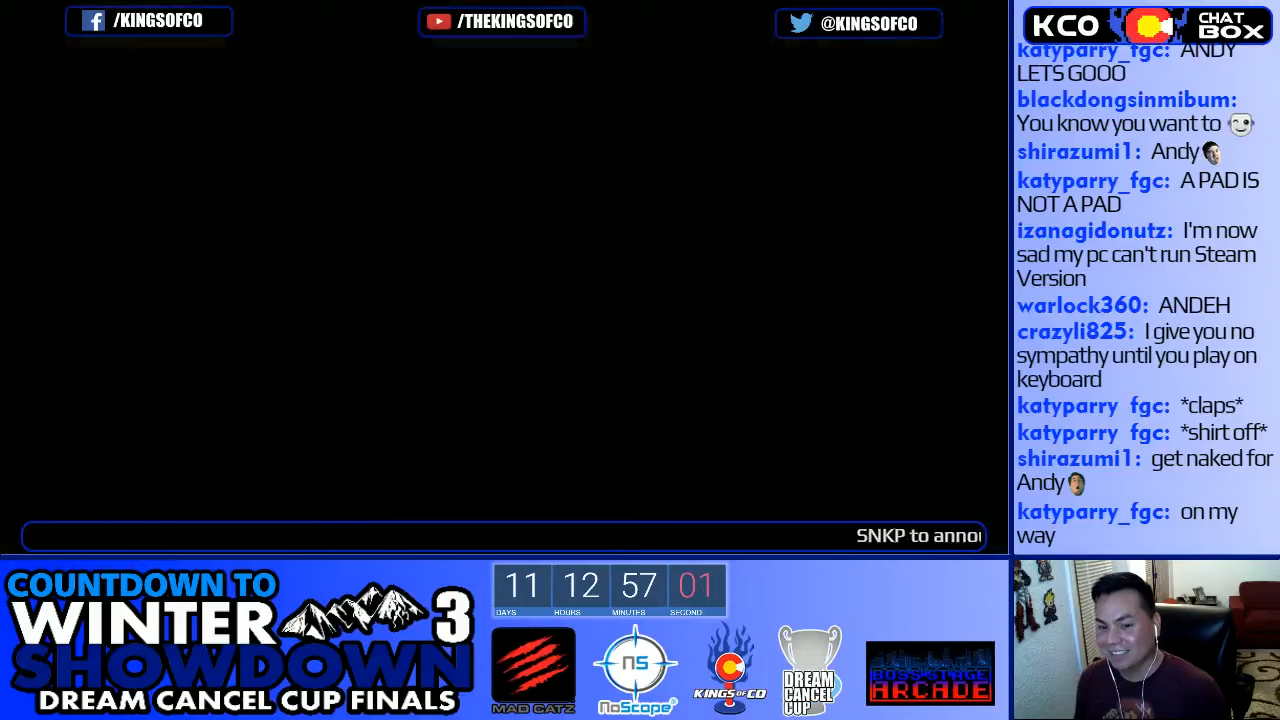 /KINGSOFCO
/THEKINGSOFCO
@KINGSOFCO
KCO
CHAT
BOX
katyparry_fgc: ANDY
LETS GOOO
blackdongsinmibum:
You know you want to
shirazumi1: Andy
katyparry_fgc: A PAD IS
NOT A PAD
izanagidonutz: I'm now
sad my pc can't run Steam
Version
warlock360: ANDEH
crazyli825: I give you no
sympathy until you play on
keyboard
katyparry fgc: *claps*
katyparry fgc: *shirt off*
shirazumi1: get naked for
Andy
katyparry_fgc: on my
way
SNKP to anno
COUNTDOWN TO
WINTER 3
SHOWDOWN
DREAM CANCEL CUP FINALS
11 12 57 01
DAYS HOURS MINUTES SECOND
MAD CATZ
NS
NoScope
KINGS OF CO
DREAM
CANCEL
CUP
BOSS STAGE
ARCADE